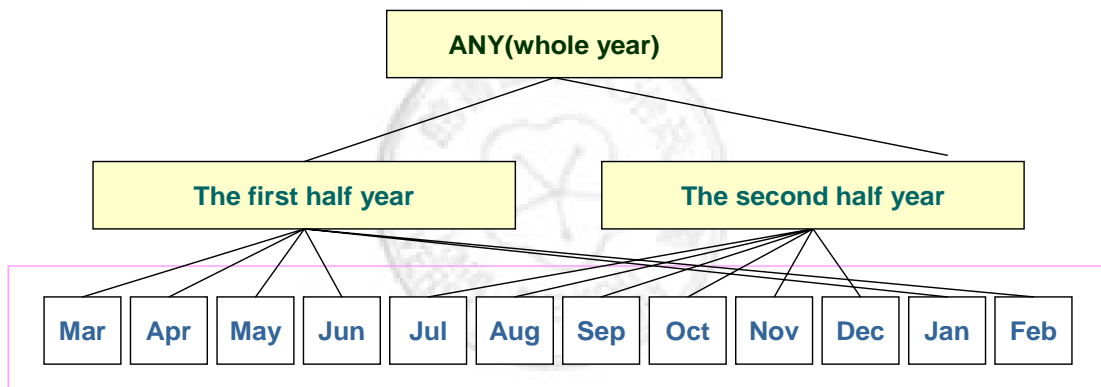 ANY(whole year)
The first half year
The second half year
Mar Apr May Jun Jul Aug Sep Oct Nov Dec Jan Feb